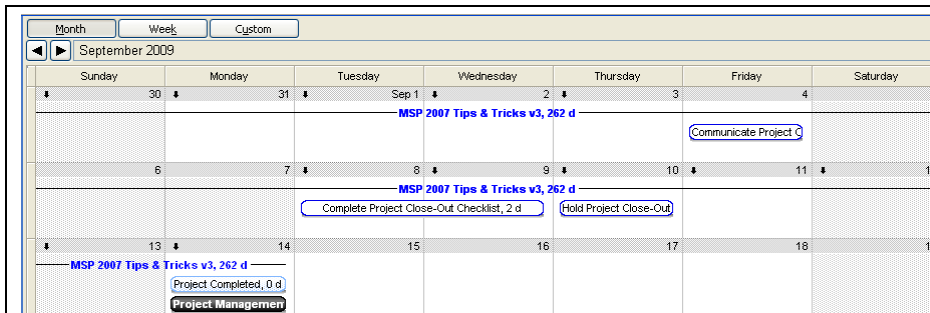 Month Week Custom
September 2009
Sunday Monday Tuesday Wednesday Thursday Friday Saturday
30 31 Sep 1 2 3 4
MSP 2007 Tips & Tricks v3, 262 d
Communicate Project C
6 7 8 9 10 11 1
MSP 2007 Tips & Tricks v3, 262 d
Complete Project Close-Out Checklist, 2 d Hold Project Close-Out
13 14 15 16 17 18 1
MSP 2007 Tips & Tricks v3, 262 d
Project Completed, 0 d
Project Managemen